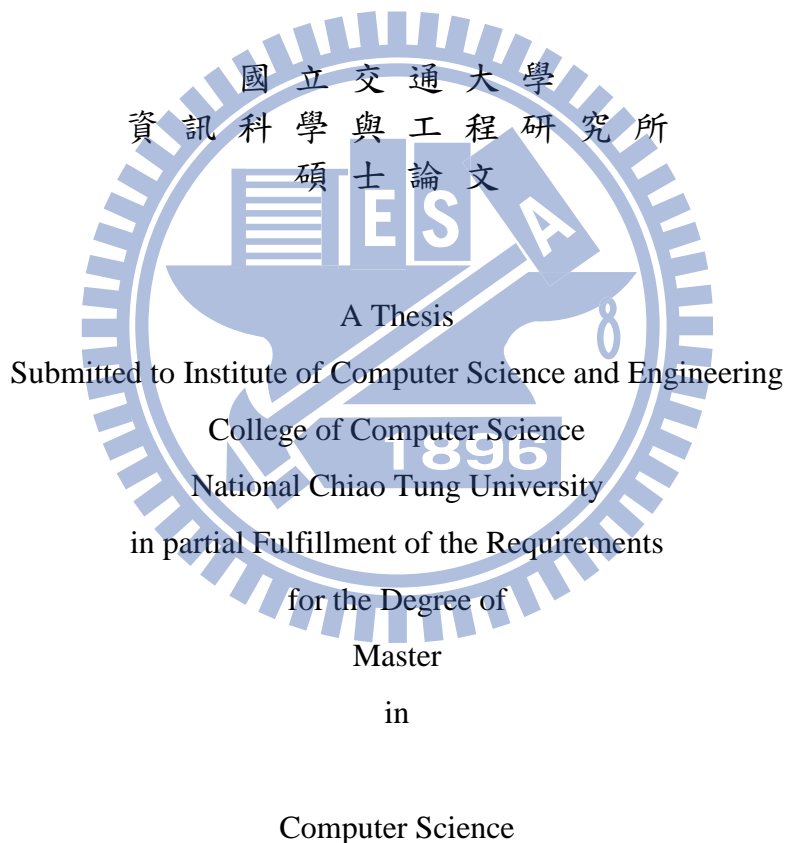 國 立 交 通 大 學
資 訊 科 學 與 工 程 研 究 所
碩 士 論 文
E S A
A Thesis
8
Submitted to Institute of Computer Science and Engineering
College of Computer Science
1896
National Chiao Tung University
in partial Fulfillment of the Requirements
for the Degree of
Master
in
Computer Science